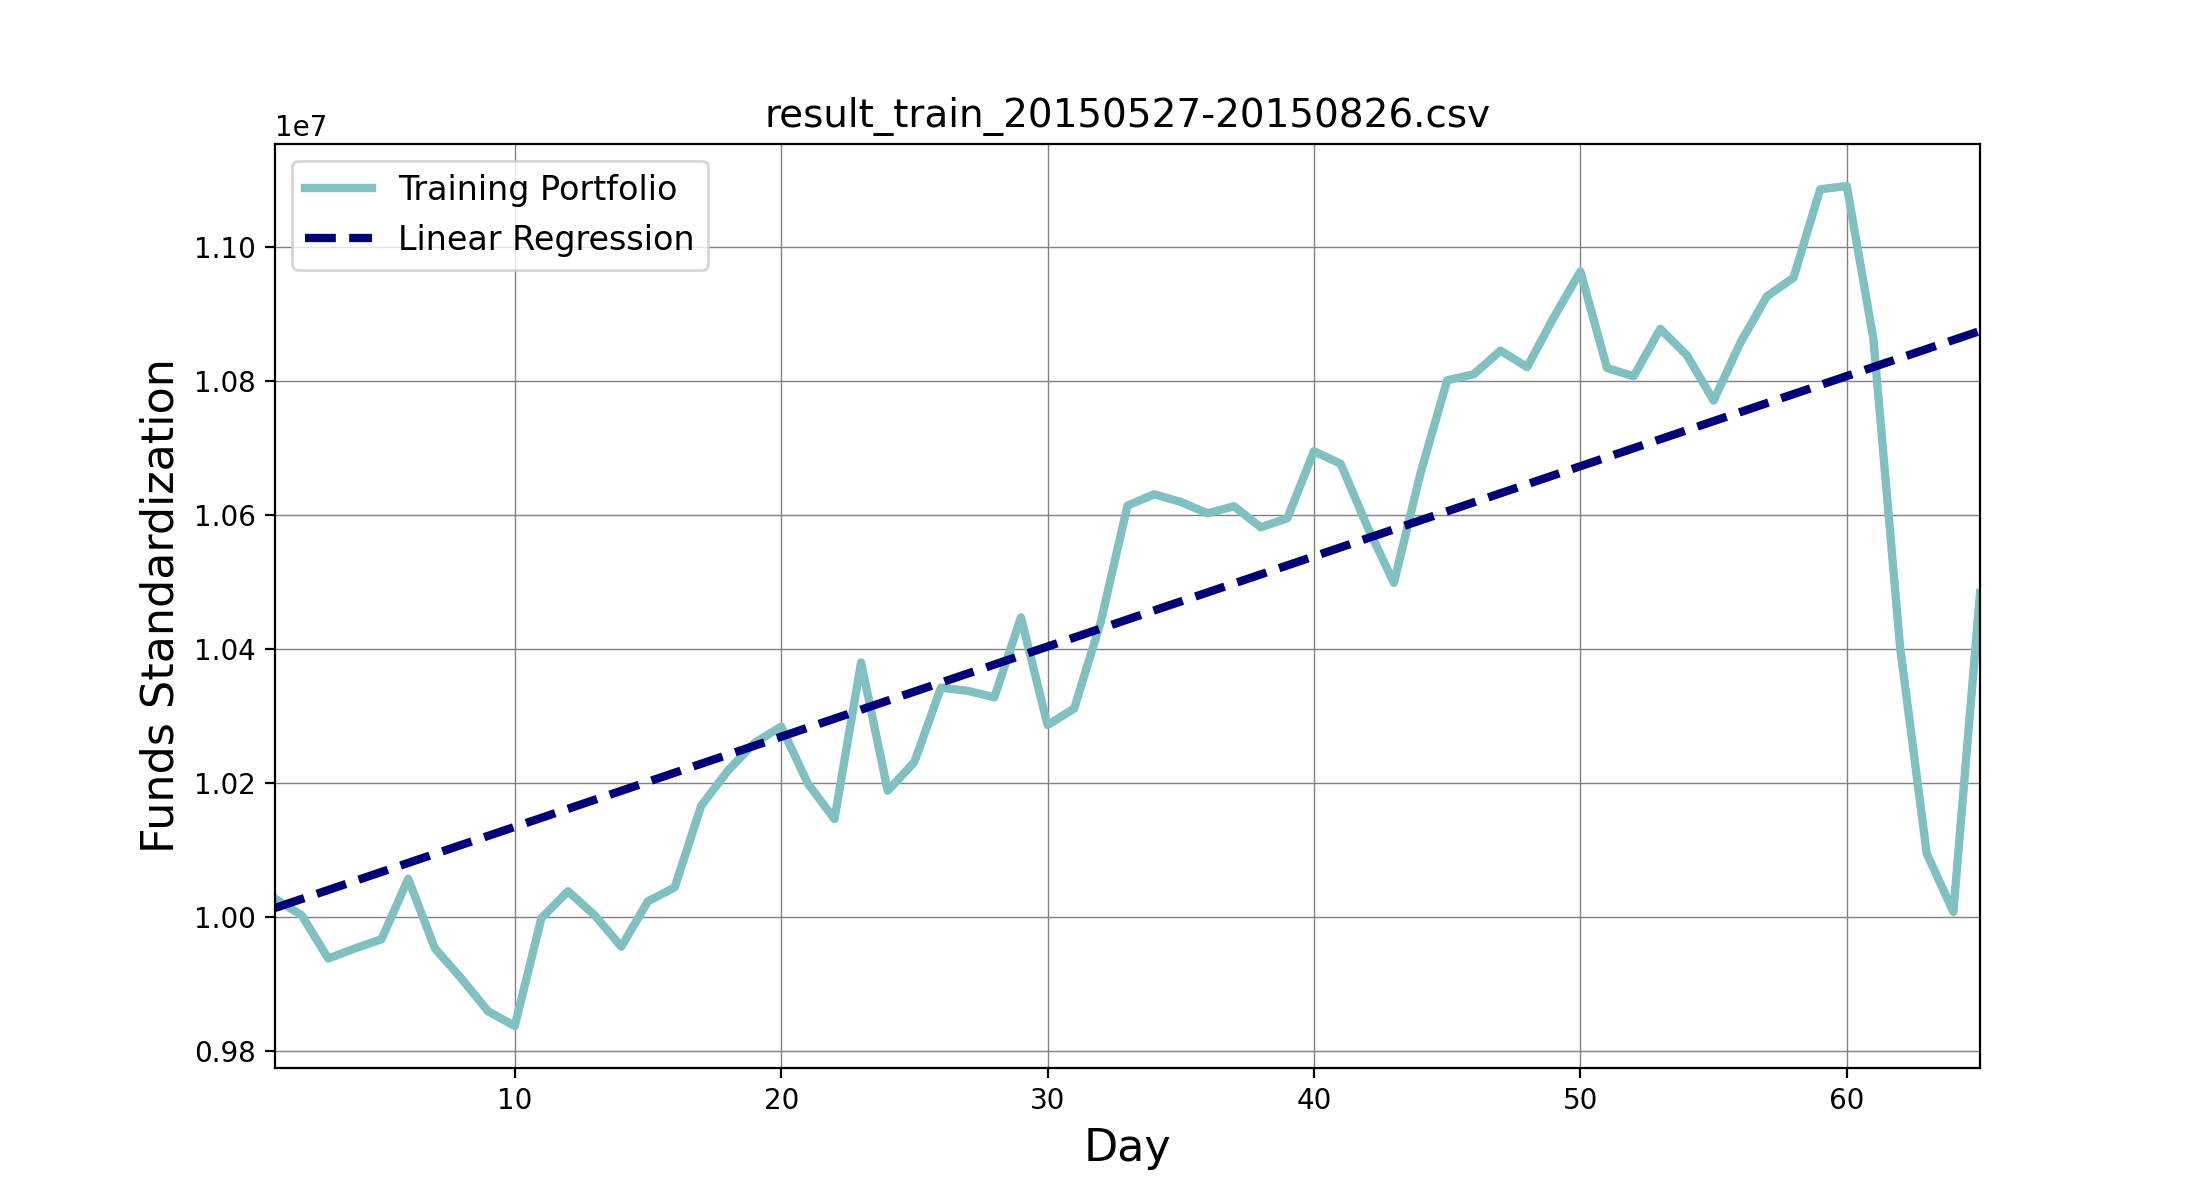 result_train_20150527-20150826.csv
1e7
Training Portfolio
Linear Regression
1.10
1.08
1.06
1.04
1.02
1.00
0.98
Funds Standardization
10 20 30 40 50 60
Day